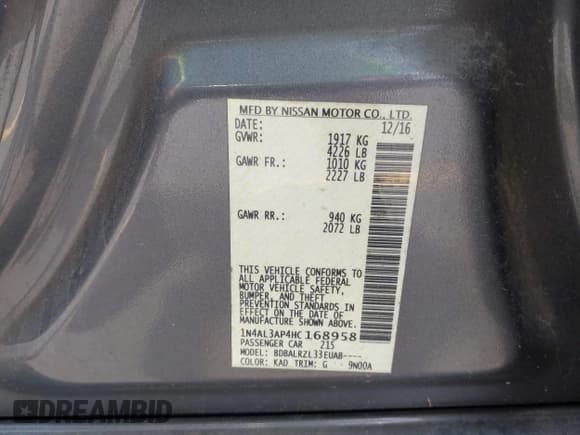 MFD BY NISSAN MOTOR CO., LTD.
DATE: 12/16
GVWR: 1917 KG
4226 LB
GAWR FR.: 1010 KG
2227 LB
GAWR RR.: 940 KG
2072 LB
THIS VEHICLE CONFORMS TO
ALL APPLICABLE FEDERAL
MOTOR VEHICLE SAFETY,
BUMPER, AND THEFT
PREVENTION STANDARDS IN
EFFECT ON THE DATE OF
MANUFACTURE SHOWN ABOVE.
1N4AL3AP4HC168958
PASSENGER CAR 215
MODEL: BDBALRZL33EUAB----
COLOR: KAD TRIM: G 9N00A
DREAMBID